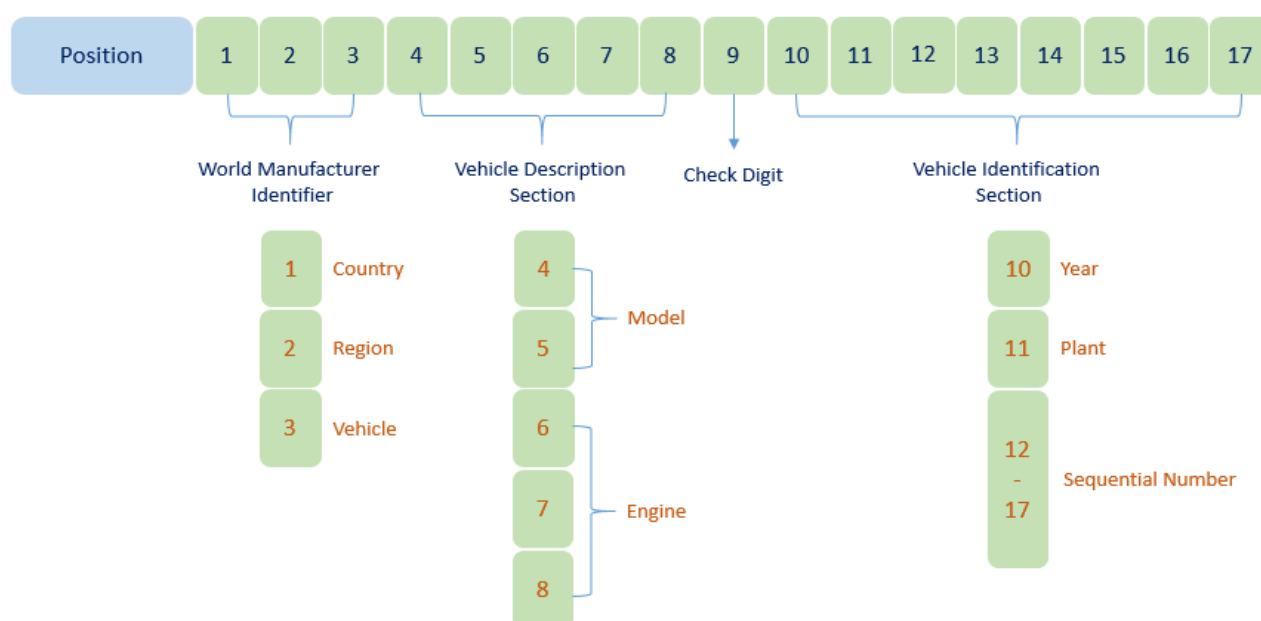 Position 1 2 3 4 5 6 7 8 9 10 11 12 13 14 15 16 17
World Manufacturer
Identifier
Vehicle Description
Section
Check Digit
Vehicle Identification
Section
1 Country
2 Region
3 Vehicle
4
5
Model
6
7
8
Engine
10 Year
11 Plant
12
-
17
Sequential Number